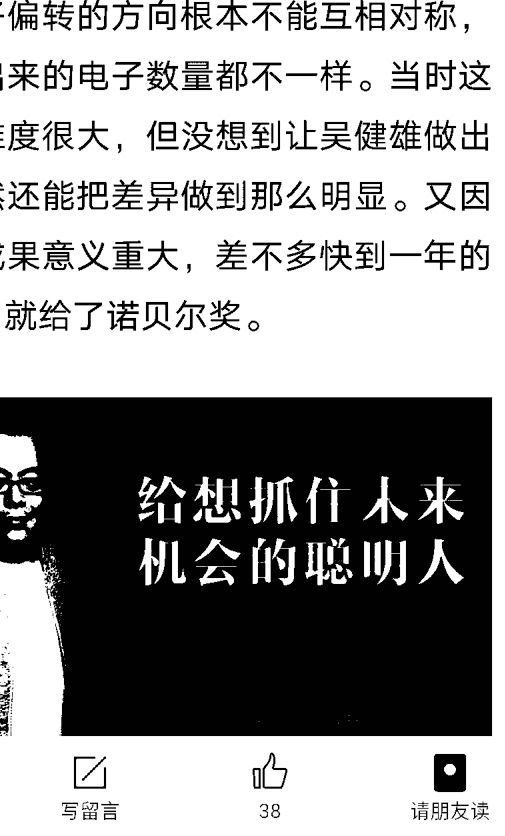 偏转的方向根本不能互相对称，
来的电子数量都不一样。当时这
度很大，但没想到让吴健雄做出
还能把差异做到那么明显。又因
果意义重大，差不多快到一年的
就给了诺贝尔奖。
给想抓住未来
机会的聪明人
写留言
38
请朋友读